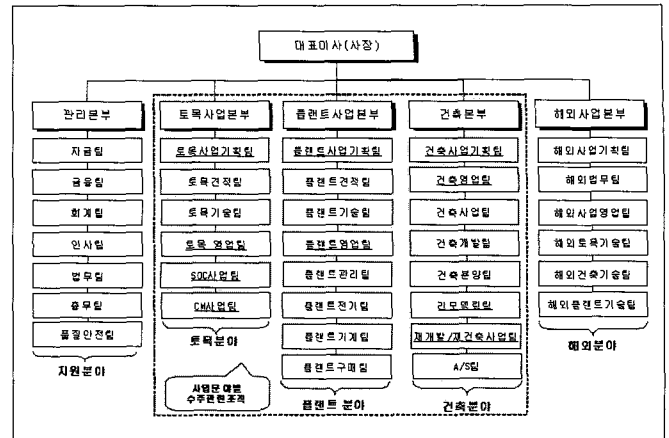 대표이사(사장)
관리본부
토목사업본부
플랜트사업본부
건축본부
해외사업본부
자금팀
금융팀
회계팀
인사팀
법무팀
총무팀
품질안전팀
지원분야
토목사업기획팀
토목견적팀
토목기술팀
토목 영업팀
SOC사업팀
CM사업팀
토목분야
사업분야별
수주관련조직
플랜트사업기획팀
플랜트견적팀
플랜트기술팀
플랜트영업팀
플랜트관리팀
플랜트전기팀
플랜트기계팀
플랜트구매팀
플랜트 분야
건축사업기획팀
건축영업팀
건축사업팀
건축개발팀
건축분양팀
리모델링팀
재개발/재건축사업팀
A/S팀
건축분야
해외사업기획팀
해외법무팀
해외사업영업팀
해외토목기술팀
해외건축기술팀
해외플랜트기술팀
해외분야